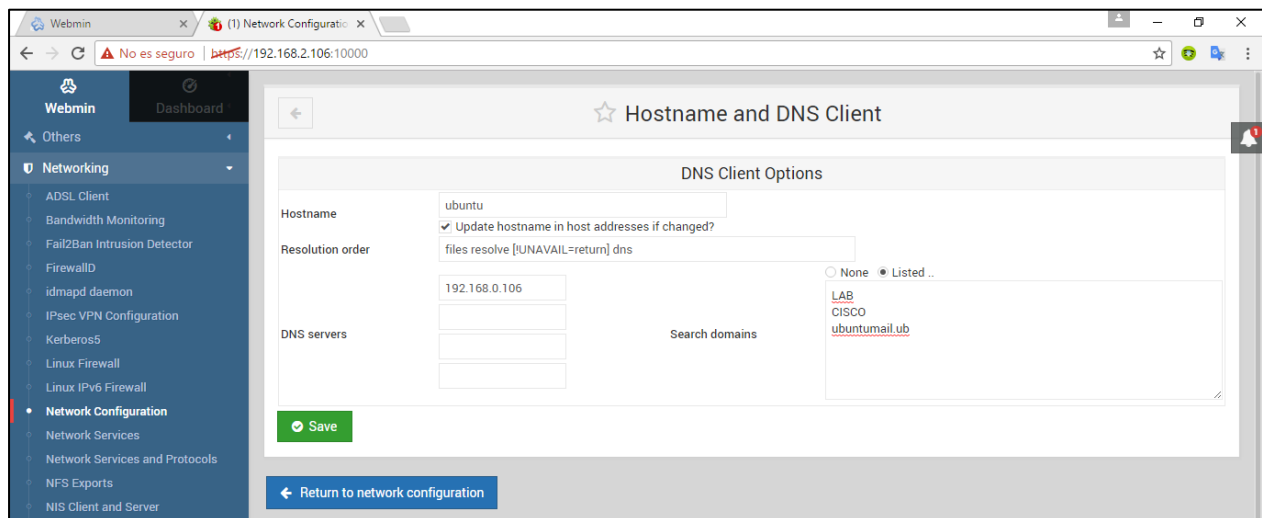 Webmin
(1) Network Configuratio
No es seguro | https://192.168.2.106:10000
Webmin
Dashboard
Others
Networking
ADSL Client
Bandwidth Monitoring
Fail2Ban Intrusion Detector
FirewallD
idmapd daemon
IPsec VPN Configuration
Kerberos5
Linux Firewall
Linux IPv6 Firewall
Network Configuration
Network Services
Network Services and Protocols
NFS Exports
NIS Client and Server
Hostname and DNS Client
1
DNS Client Options
Hostname
ubuntu
Update hostname in host addresses if changed?
Resolution order
files resolve [!UNAVAIL=return] dns
DNS servers
192.168.0.106
Search domains
None Listed ..
LAB
CISCO
ubuntumail.ub
Save
Return to network configuration